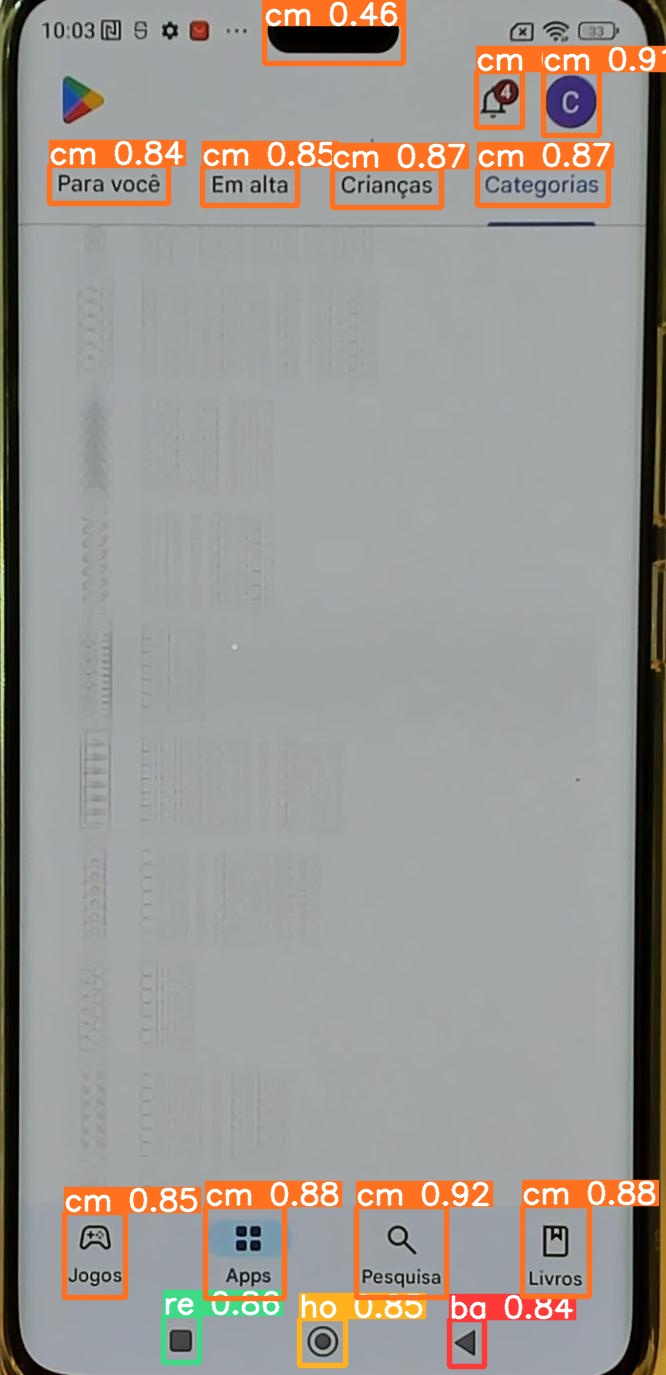 cm 0.46
10:03 S ... 33
cm cm 0.91
4 C
cm 0.84 cm 0.85 cm 0.87 cm 0.87
Para você Em alta Crianças Categorias
cm 0.85 cm 0.88 cm 0.92 cm 0.88
Jogos Apps Pesquisa Livros
re 0.86 ho 0.85 ba 0.84